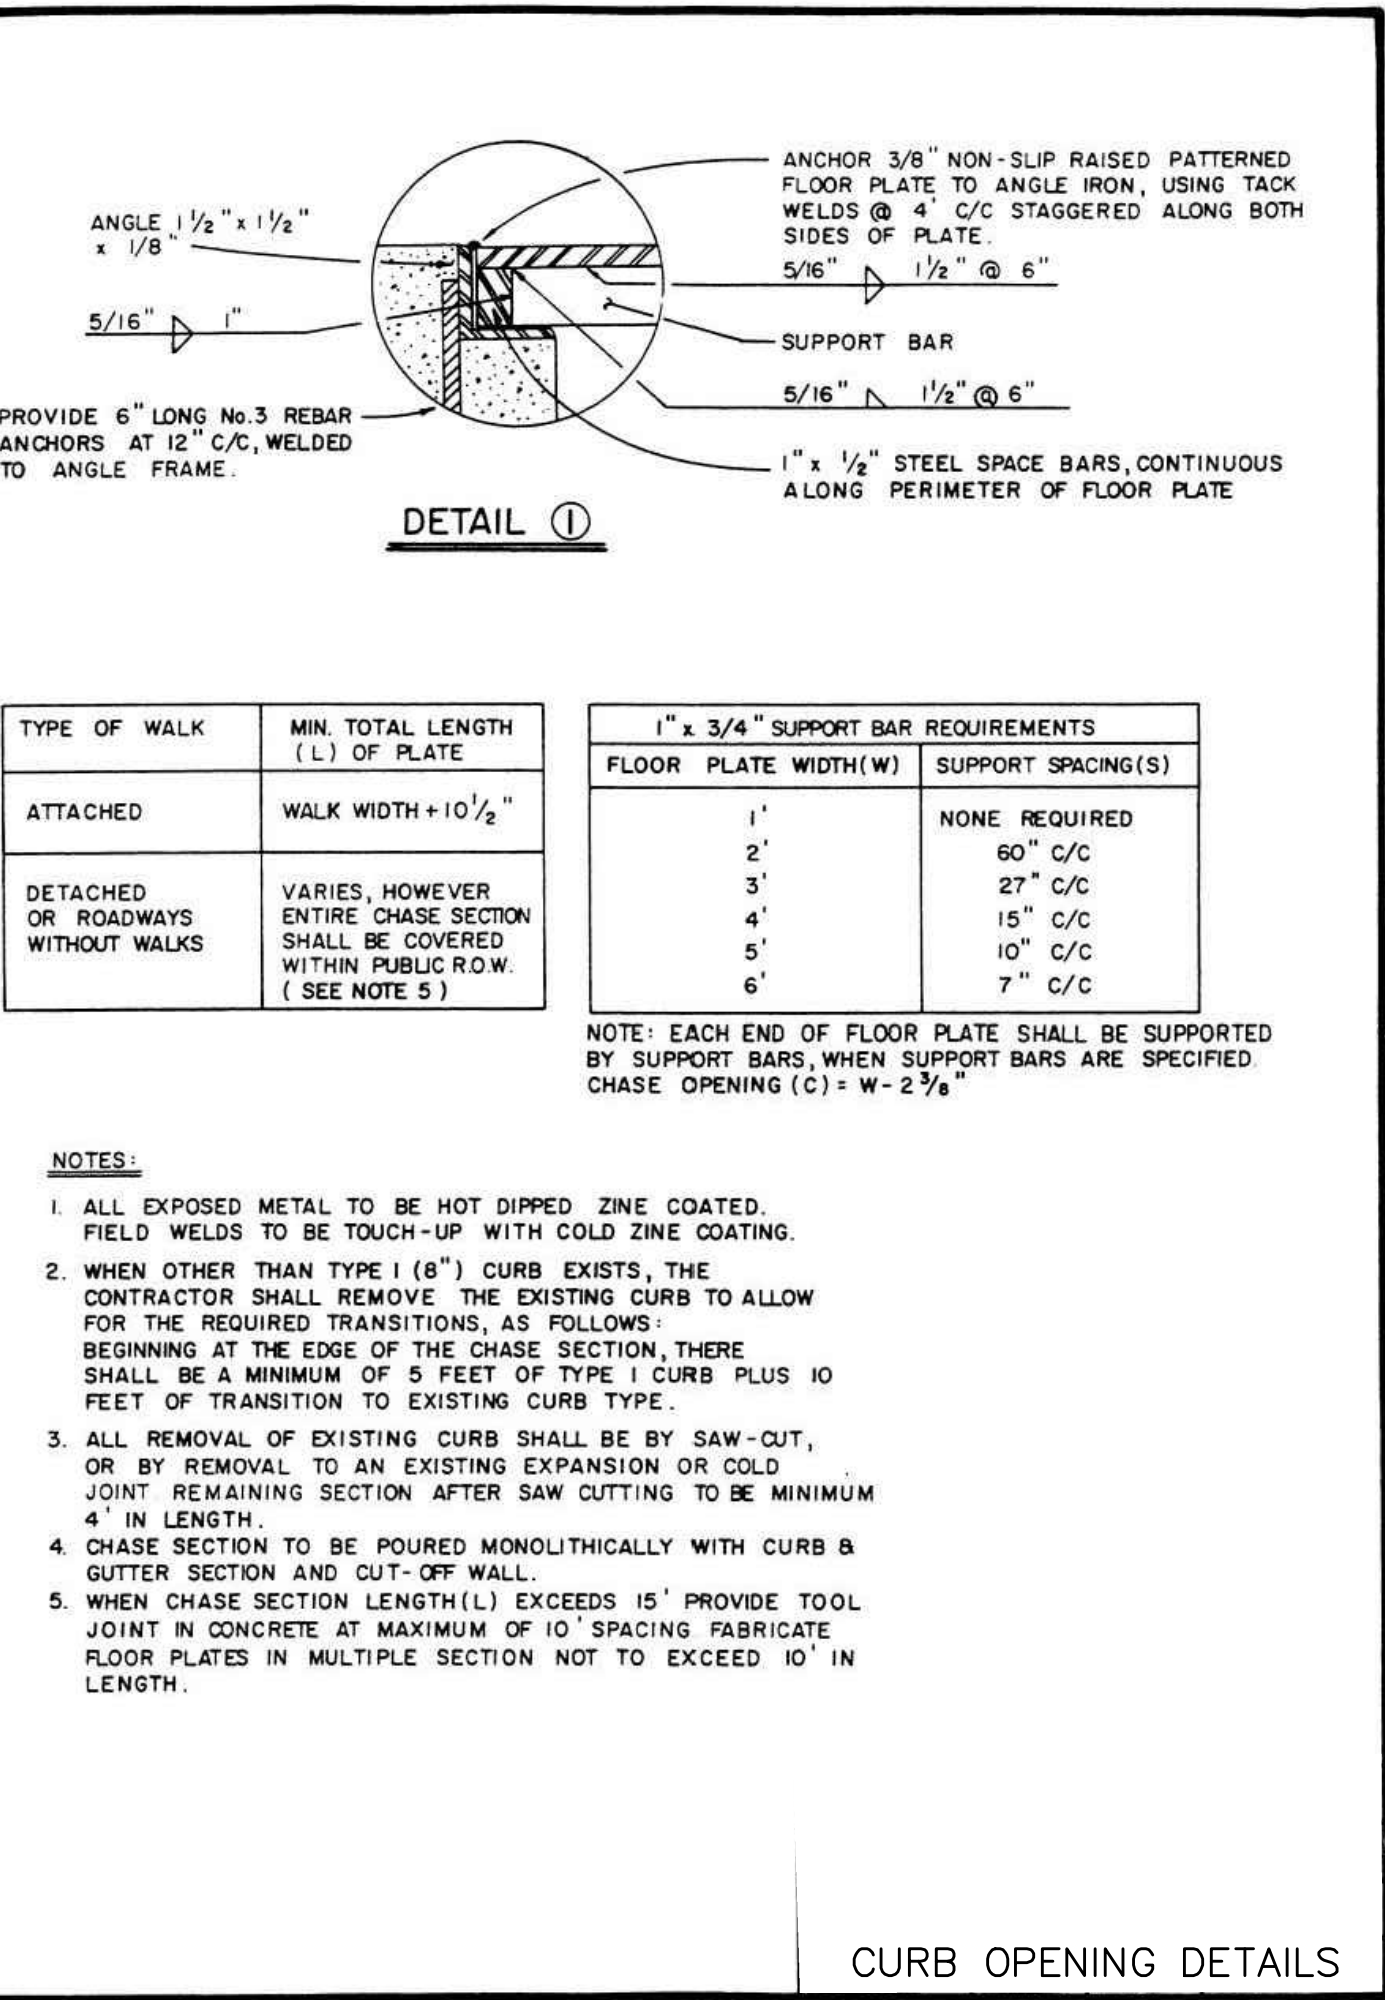 ANCHOR 3/8" NON-SLIP RAISED PATTERNED
FLOOR PLATE TO ANGLE IRON, USING TACK
WELDS @ 4' C/C STAGGERED ALONG BOTH
SIDES OF PLATE.
5/16" 1 1/2" @ 6"
SUPPORT BAR
5/16" 1 1/2" @ 6"
1" x 1/2" STEEL SPACE BARS, CONTINUOUS
ALONG PERIMETER OF FLOOR PLATE
ANGLE 1 1/2" x 1 1/2"
x 1/8"
5/16" 1"
PROVIDE 6" LONG No.3 REBAR
ANCHORS AT 12" C/C, WELDED
TO ANGLE FRAME.
DETAIL 1
TYPE OF WALK
MIN. TOTAL LENGTH
(L) OF PLATE
ATTACHED
WALK WIDTH + 10 1/2"
DETACHED
OR ROADWAYS
WITHOUT WALKS
VARIES, HOWEVER
ENTIRE CHASE SECTION
SHALL BE COVERED
WITHIN PUBLIC R.O.W.
( SEE NOTE 5 )
1" x 3/4" SUPPORT BAR REQUIREMENTS
FLOOR PLATE WIDTH(W) SUPPORT SPACING(S)
1' NONE REQUIRED
2' 60" C/C
3' 27" C/C
4' 15" C/C
5' 10" C/C
6' 7" C/C
NOTE: EACH END OF FLOOR PLATE SHALL BE SUPPORTED
BY SUPPORT BARS, WHEN SUPPORT BARS ARE SPECIFIED.
CHASE OPENING (C) = W - 2 3/8"
NOTES:
1. ALL EXPOSED METAL TO BE HOT DIPPED ZINE COATED.
FIELD WELDS TO BE TOUCH-UP WITH COLD ZINE COATING.
2. WHEN OTHER THAN TYPE I (8") CURB EXISTS, THE
CONTRACTOR SHALL REMOVE THE EXISTING CURB TO ALLOW
FOR THE REQUIRED TRANSITIONS, AS FOLLOWS:
BEGINNING AT THE EDGE OF THE CHASE SECTION, THERE
SHALL BE A MINIMUM OF 5 FEET OF TYPE I CURB PLUS 10
FEET OF TRANSITION TO EXISTING CURB TYPE.
3. ALL REMOVAL OF EXISTING CURB SHALL BE BY SAW-CUT,
OR BY REMOVAL TO AN EXISTING EXPANSION OR COLD
JOINT REMAINING SECTION AFTER SAW CUTTING TO BE MINIMUM
4' IN LENGTH.
4. CHASE SECTION TO BE POURED MONOLITHICALLY WITH CURB &
GUTTER SECTION AND CUT-OFF WALL.
5. WHEN CHASE SECTION LENGTH(L) EXCEEDS 15' PROVIDE TOOL
JOINT IN CONCRETE AT MAXIMUM OF 10' SPACING FABRICATE
FLOOR PLATES IN MULTIPLE SECTION NOT TO EXCEED 10' IN
LENGTH.
CURB OPENING DETAILS